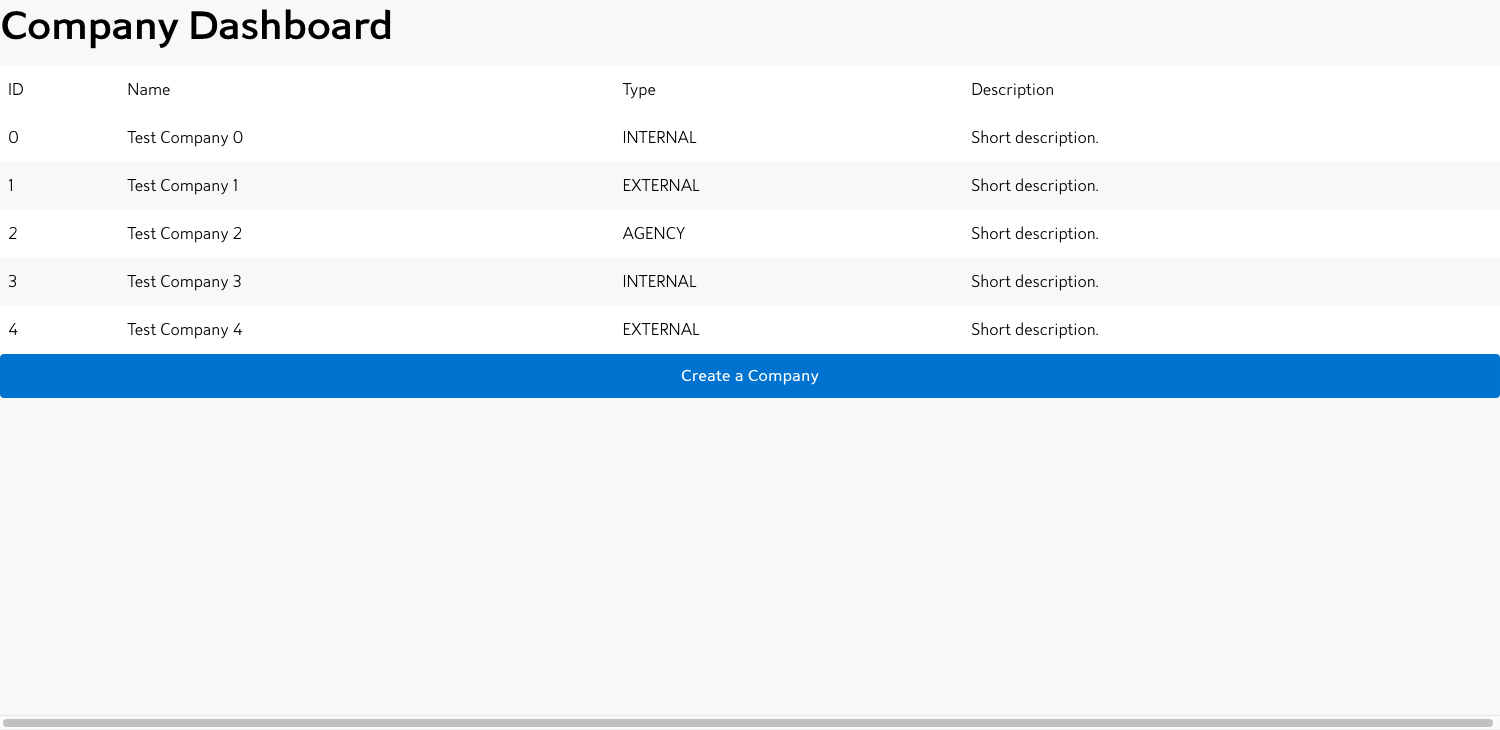 Company Dashboard
ID Name Type Description
0 Test Company 0 INTERNAL Short description.
1 Test Company 1 EXTERNAL Short description.
2 Test Company 2 AGENCY Short description.
3 Test Company 3 INTERNAL Short description.
4 Test Company 4 EXTERNAL Short description.
Create a Company